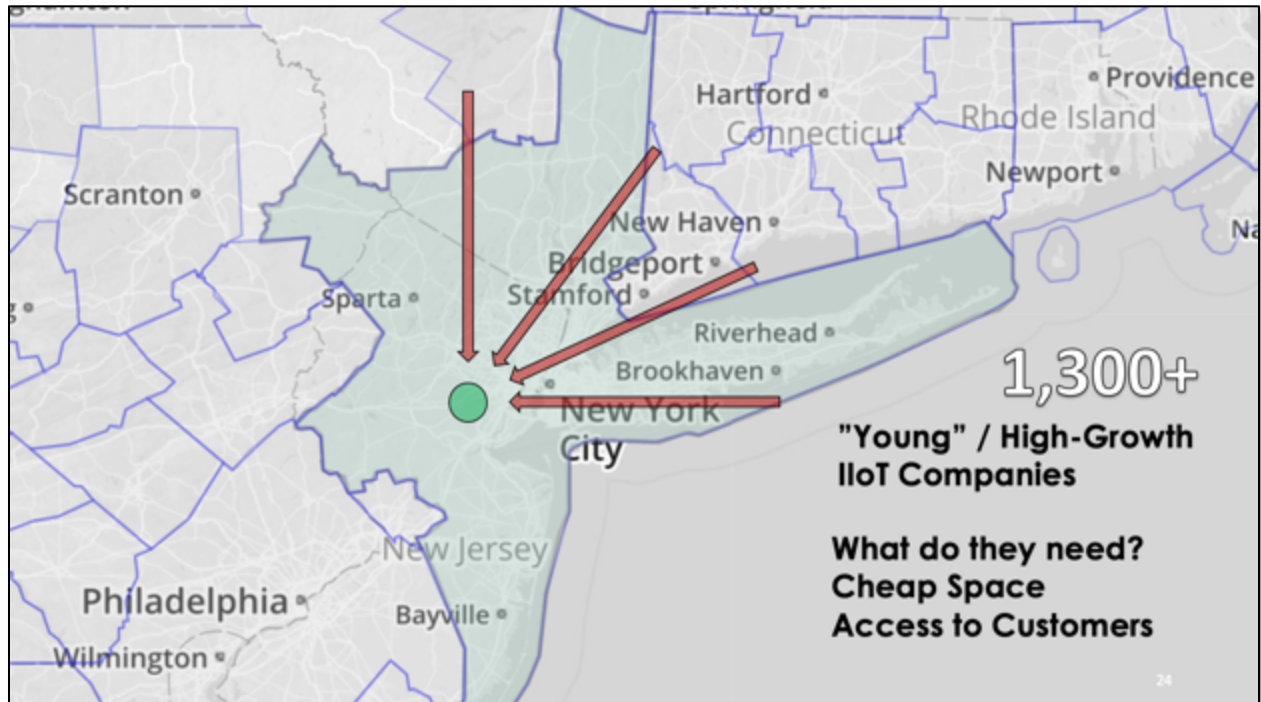 Hartford
Providence
Connecticut
Rhode Island
Newport
Scranton
New Haven
Bridgeport
Stamford
Sparta
Riverhead
Brookhaven
New York
City
1,300+
”Young” / High-Growth
IIoT Companies
What do they need?
Cheap Space
Access to Customers
New Jersey
Philadelphia
Bayville
Wilmington
24